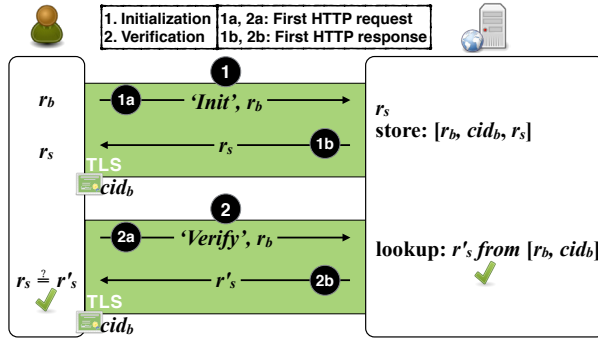 1. Initialization
2. Verification
1a, 2a: First HTTP request
1b, 2b: First HTTP response
1
r_b
1a
'Init', r_b
r_s
store: [r_b, cid_b, r_s]
r_s
r_s
1b
TLS
cid_b
2
2a
'Verify', r_b
lookup: r's from [r_b, cid_b]
r_s ≟ r'_s
r'_s
2b
TLS
cid_b